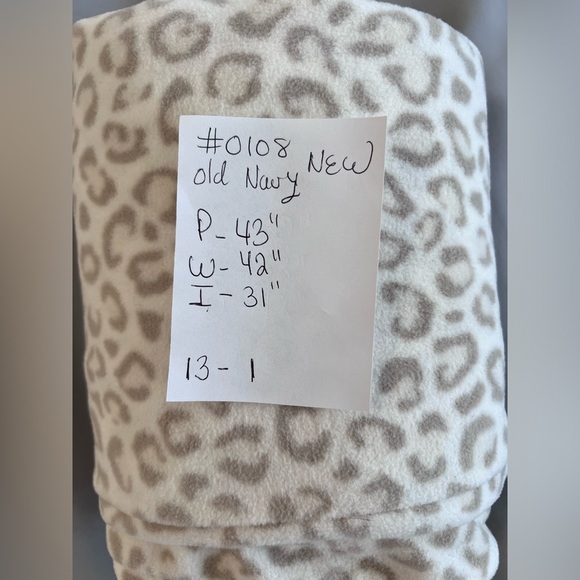 #0108
Old Navy NEW
P- 43"
W- 42"
I - 31"
13- 1